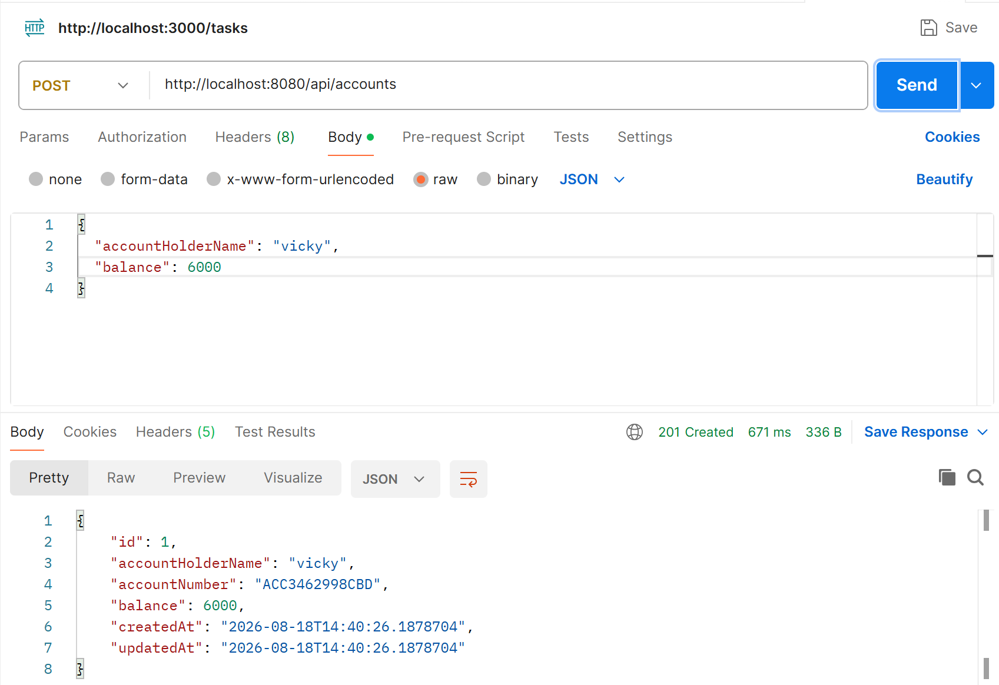 HTTP http://localhost:3000/tasks Save
POST http://localhost:8080/api/accounts Send
Params Authorization Headers (8) Body Pre-request Script Tests Settings Cookies
none form-data x-www-form-urlencoded raw binary JSON Beautify
1 {
2 "accountHolderName": "vicky",
3 "balance": 6000
4 }
Body Cookies Headers (5) Test Results 201 Created 671 ms 336 B Save Response
Pretty Raw Preview Visualize JSON
1 {
2 "id": 1,
3 "accountHolderName": "vicky",
4 "accountNumber": "ACC3462998CBD",
5 "balance": 6000,
6 "createdAt": "2026-08-18T14:40:26.1878704",
7 "updatedAt": "2026-08-18T14:40:26.1878704"
8 }